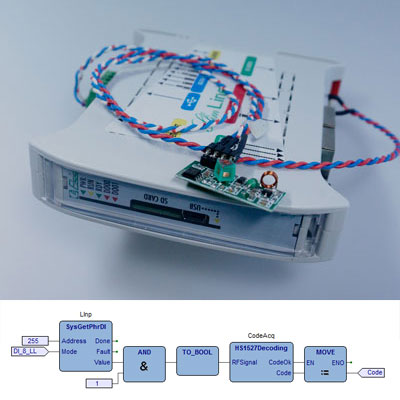 SD CARD
USB
LInp
SysGetPhrDI
255
Address
Done
DI_8_LL
Mode
Fault
Value
1
AND
&
TO_BOOL
CodeAcq
HS1527Decoding
RFSignal
CodeOk
Code
MOVE
EN
ENO
:=
Code